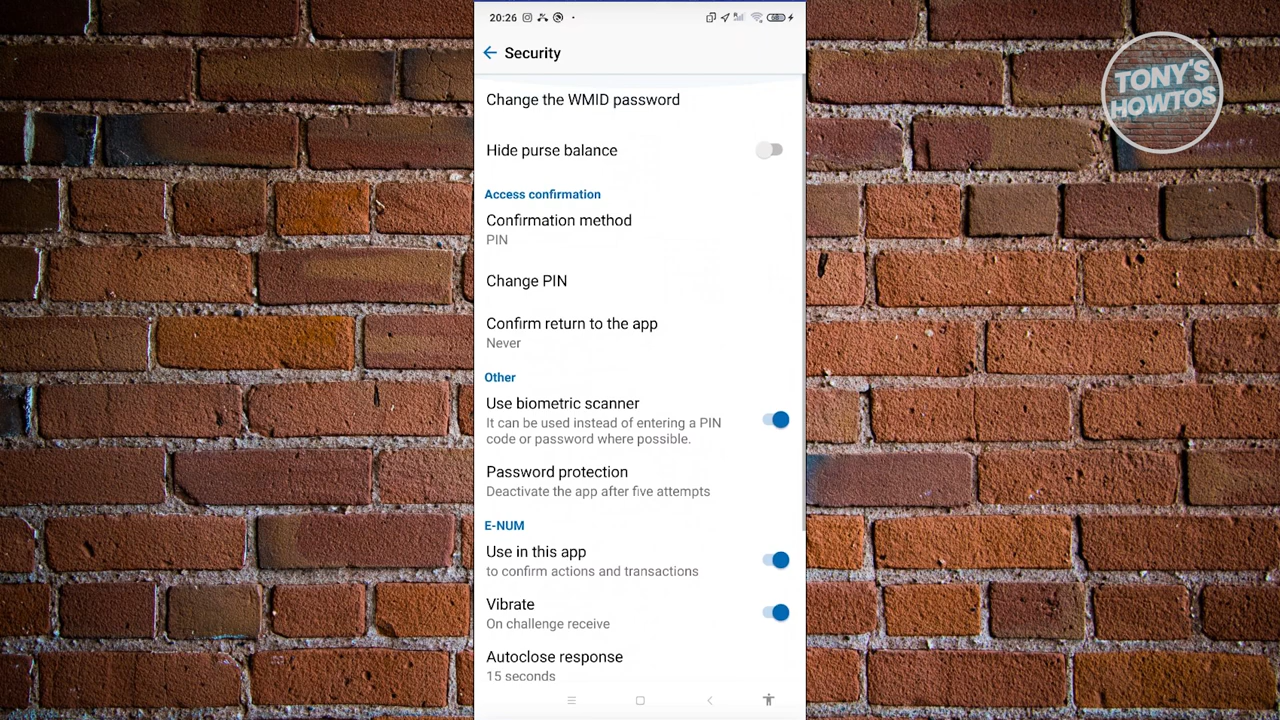 20:26
Security
TONY'S
HOWTOS
Change the WMID password
Hide purse balance
Access confirmation
Confirmation method
PIN
Change PIN
Confirm return to the app
Never
Other
Use biometric scanner
It can be used instead of entering a PIN
code or password where possible.
Password protection
Deactivate the app after five attempts
E-NUM
Use in this app
to confirm actions and transactions
Vibrate
On challenge receive
Autoclose response
15 seconds